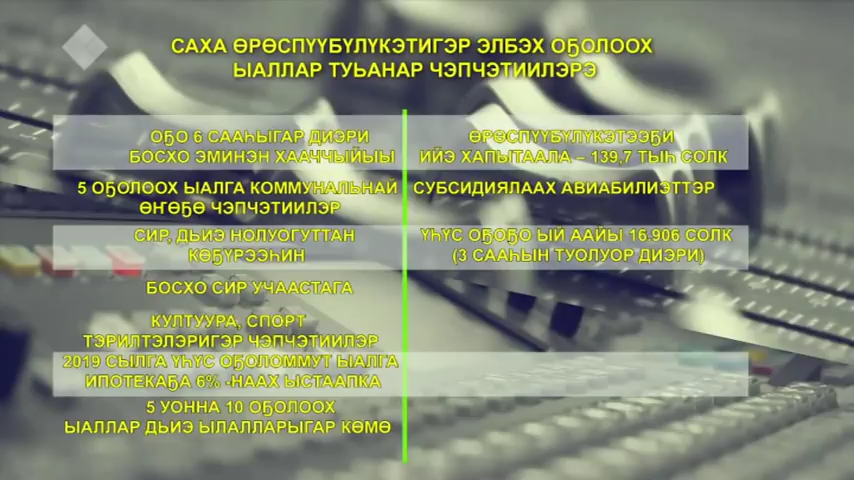 САХА ӨРӨСПҮҮБҮЛҮКЭТИГЭР ЭЛБЭХ ОҔОЛООХ
ЫАЛЛАР ТУҺАНАР ЧЭПЧЭТИИЛЭРЭ
ОҔО 6 СААҺЫГАР ДИЭРИ
БОСХО ЭМИНЭН ХААЧЧЫЙЫЫ
5 ОҔОЛООХ ЫАЛГА КОММУНАЛЬНАЙ
ӨҤӨҔӨ ЧЭПЧЭТИИЛЭР
СИР, ДЬИЭ НОЛУОГУТТАН
КӨҔҮРЭЭҺИН
БОСХО СИР УЧААСТАГА
КУЛТУУРА, СПОРТ
ТЭРИЛТЭЛЭРИГЭР ЧЭПЧЭТИИЛЭР
2019 СЫЛГА ҮҺҮС ОҔОЛОММУТ ЫАЛГА
ИПОТЕКАҔА 6% -НААХ ЫСТААПКА
5 УОННА 10 ОҔОЛООХ
ЫАЛЛАР ДЬИЭ ЫЛАЛЛАРЫГАР КӨМӨ
ӨРӨСПҮҮБҮЛҮКЭТЭЭҔИ
ИЙЭ ХАПЫТААЛА – 139,7 ТЫҺ СОЛК
СУБСИДИЯЛААХ АВИАБИЛИЭТТЭР
ҮҺҮС ОҔОҔО ЫЙ ААЙЫ 16.906 СОЛК
(3 СААҺЫН ТУОЛУОР ДИЭРИ)